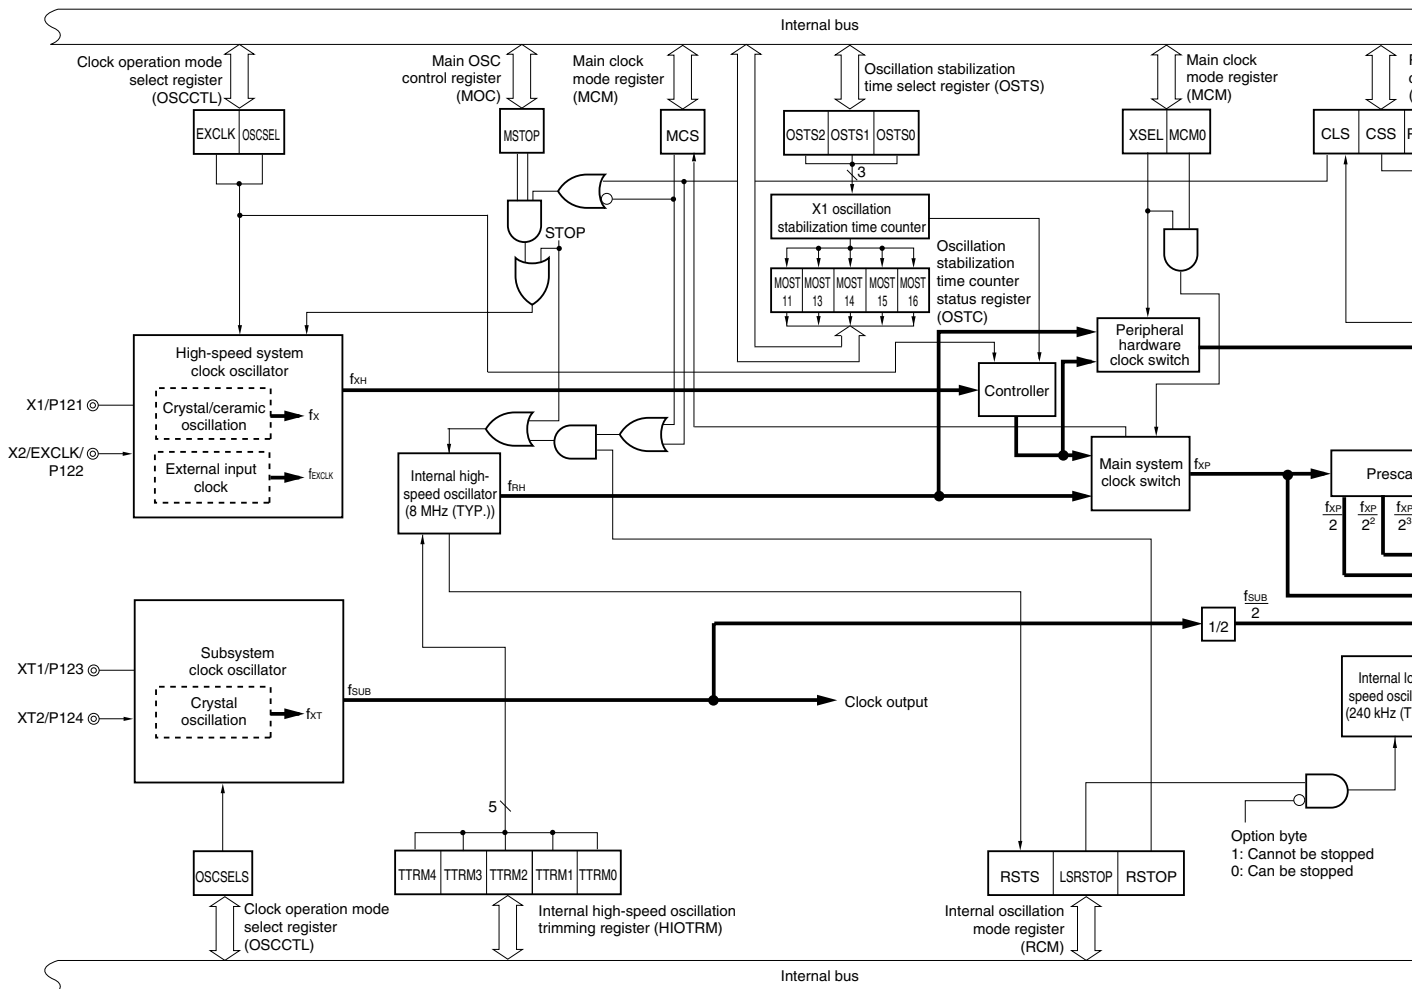 Internal bus
Clock operation mode
select register
(OSCCTL)
Main OSC
control register
(MOC)
Main clock
mode register
(MCM)
Oscillation stabilization
time select register (OSTS)
Main clock
mode register
(MCM)
EXCLK OSCSEL
MSTOP
MCS
OSTS2 OSTS1 OSTS0
XSEL MCM0
CLS CSS
3
X1 oscillation
stabilization time counter
STOP
Oscillation
stabilization
time counter
status register
(OSTC)
MOST
11
MOST
13
MOST
14
MOST
15
MOST
16
High-speed system
clock oscillator
Crystal/ceramic
oscillation
fX
External input
clock
fEXCLK
X1/P121
X2/EXCLK/
P122
fXH
Peripheral
hardware
clock switch
Controller
Internal high-
speed oscillator
(8 MHz (TYP.))
fRH
Main system
clock switch
fXP
Presca
fXP
2
fXP
2²
fXP
2³
fSUB
2
1/2
Subsystem
clock oscillator
Crystal
oscillation
fXT
XT1/P123
XT2/P124
fSUB
Clock output
Internal lo
speed oscil
(240 kHz (T
5
Option byte
1: Cannot be stopped
0: Can be stopped
OSCSELS
TTRM4 TTRM3 TTRM2 TTRM1 TTRM0
RSTS LSRSTOP RSTOP
Clock operation mode
select register
(OSCCTL)
Internal high-speed oscillation
trimming register (HIOTRM)
Internal oscillation
mode register
(RCM)
Internal bus